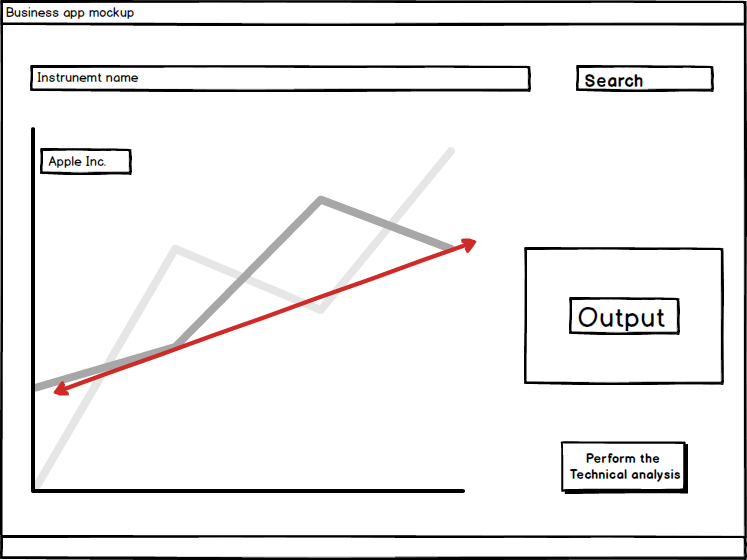 Business app mockup
Instrunemt name
Search
Apple Inc.
Output
Perform the
Technical analysis